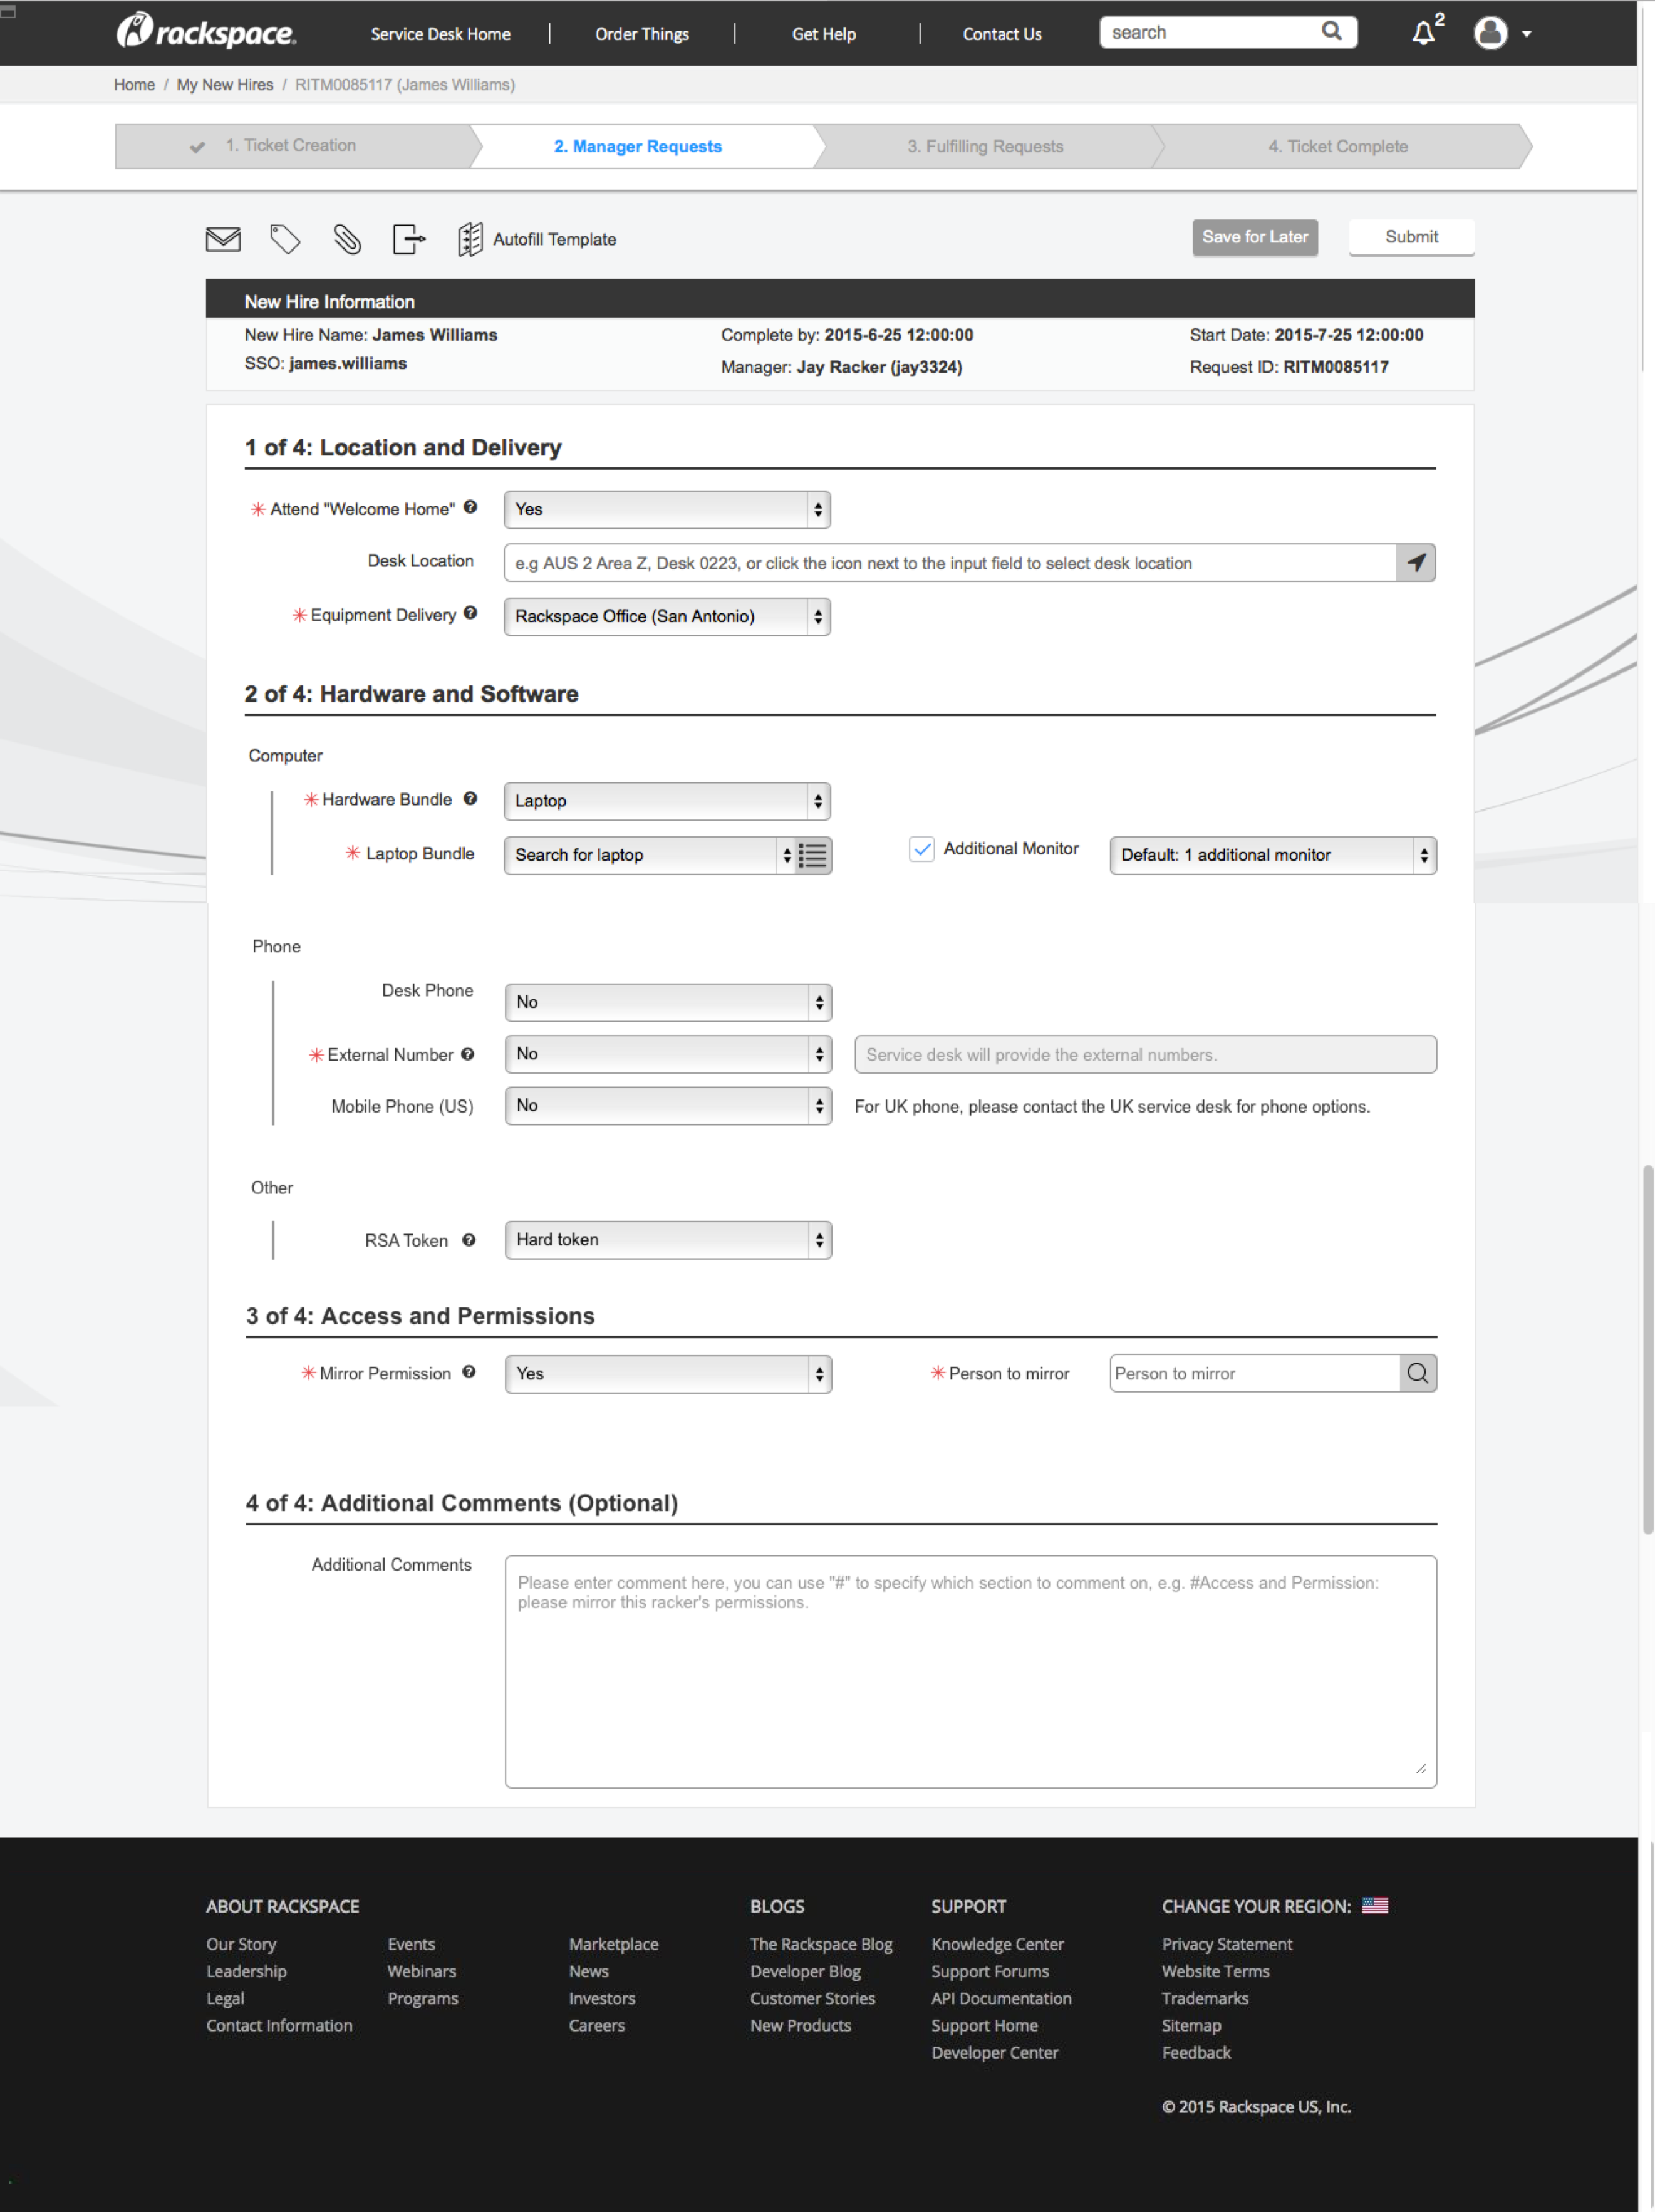 rackspace.
Service Desk Home | Order Things | Get Help | Contact Us
search
2
Home / My New Hires / RITM0085117 (James Williams)
1. Ticket Creation
2. Manager Requests
3. Fulfilling Requests
4. Ticket Complete
Autofill Template
Save for Later
Submit
New Hire Information
New Hire Name: James Williams
Complete by: 2015-6-25 12:00:00
Start Date: 2015-7-25 12:00:00
SSO: james.williams
Manager: Jay Racker (jay3324)
Request ID: RITM0085117
1 of 4: Location and Delivery
* Attend "Welcome Home" ?
Yes
Desk Location
e.g AUS 2 Area Z, Desk 0223, or click the icon next to the input field to select desk location
* Equipment Delivery ?
Rackspace Office (San Antonio)
2 of 4: Hardware and Software
Computer
* Hardware Bundle ?
Laptop
* Laptop Bundle
Search for laptop
Additional Monitor
Default: 1 additional monitor
Phone
Desk Phone
No
* External Number ?
No
Service desk will provide the external numbers.
Mobile Phone (US)
No
For UK phone, please contact the UK service desk for phone options.
Other
RSA Token ?
Hard token
3 of 4: Access and Permissions
* Mirror Permission ?
Yes
* Person to mirror
Person to mirror
4 of 4: Additional Comments (Optional)
Additional Comments
Please enter comment here, you can use "#" to specify which section to comment on, e.g. #Access and Permission:
please mirror this racker's permissions.
ABOUT RACKSPACE
Our Story
Leadership
Legal
Contact Information
Events
Webinars
Programs
Marketplace
News
Investors
Careers
BLOGS
The Rackspace Blog
Developer Blog
Customer Stories
New Products
SUPPORT
Knowledge Center
Support Forums
API Documentation
Support Home
Developer Center
CHANGE YOUR REGION:
Privacy Statement
Website Terms
Trademarks
Sitemap
Feedback
© 2015 Rackspace US, Inc.